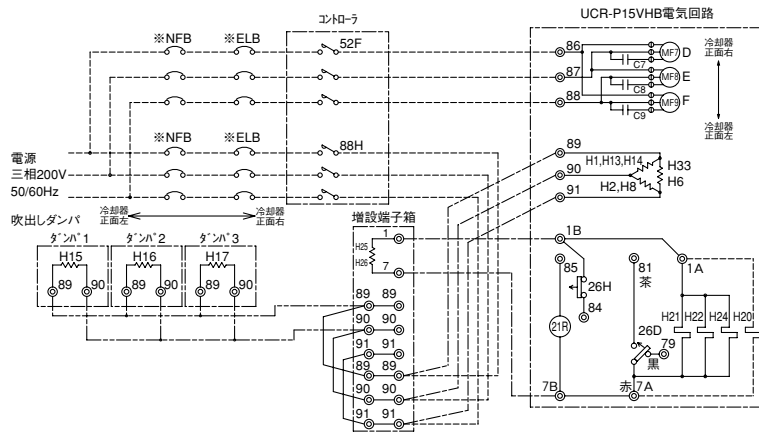 コントローラ
UCR-P15VHB電気回路
※NFB
※ELB
52F
86
87
88
MF7
D
C7
MF8
E
C8
MF9
F
C9
冷却器
正面右
冷却器
正面左
※NFB
※ELB
88H
電源
三相200V
50/60Hz
89
90
91
H1,H13,H14
H2,H8
H33
H6
吹出しダンパ
冷却器
正面左
冷却器
正面右
増設端子箱
ダンパ1
ダンパ2
ダンパ3
H15
H16
H17
89
90
89
90
89
90
H25
H26
1
7
89
89
90
90
91
91
89
89
90
90
91
91
1B
85
26H
84
21R
7B
81
茶
26D
79
黒
赤
7A
1A
H21
H22
H24
H20